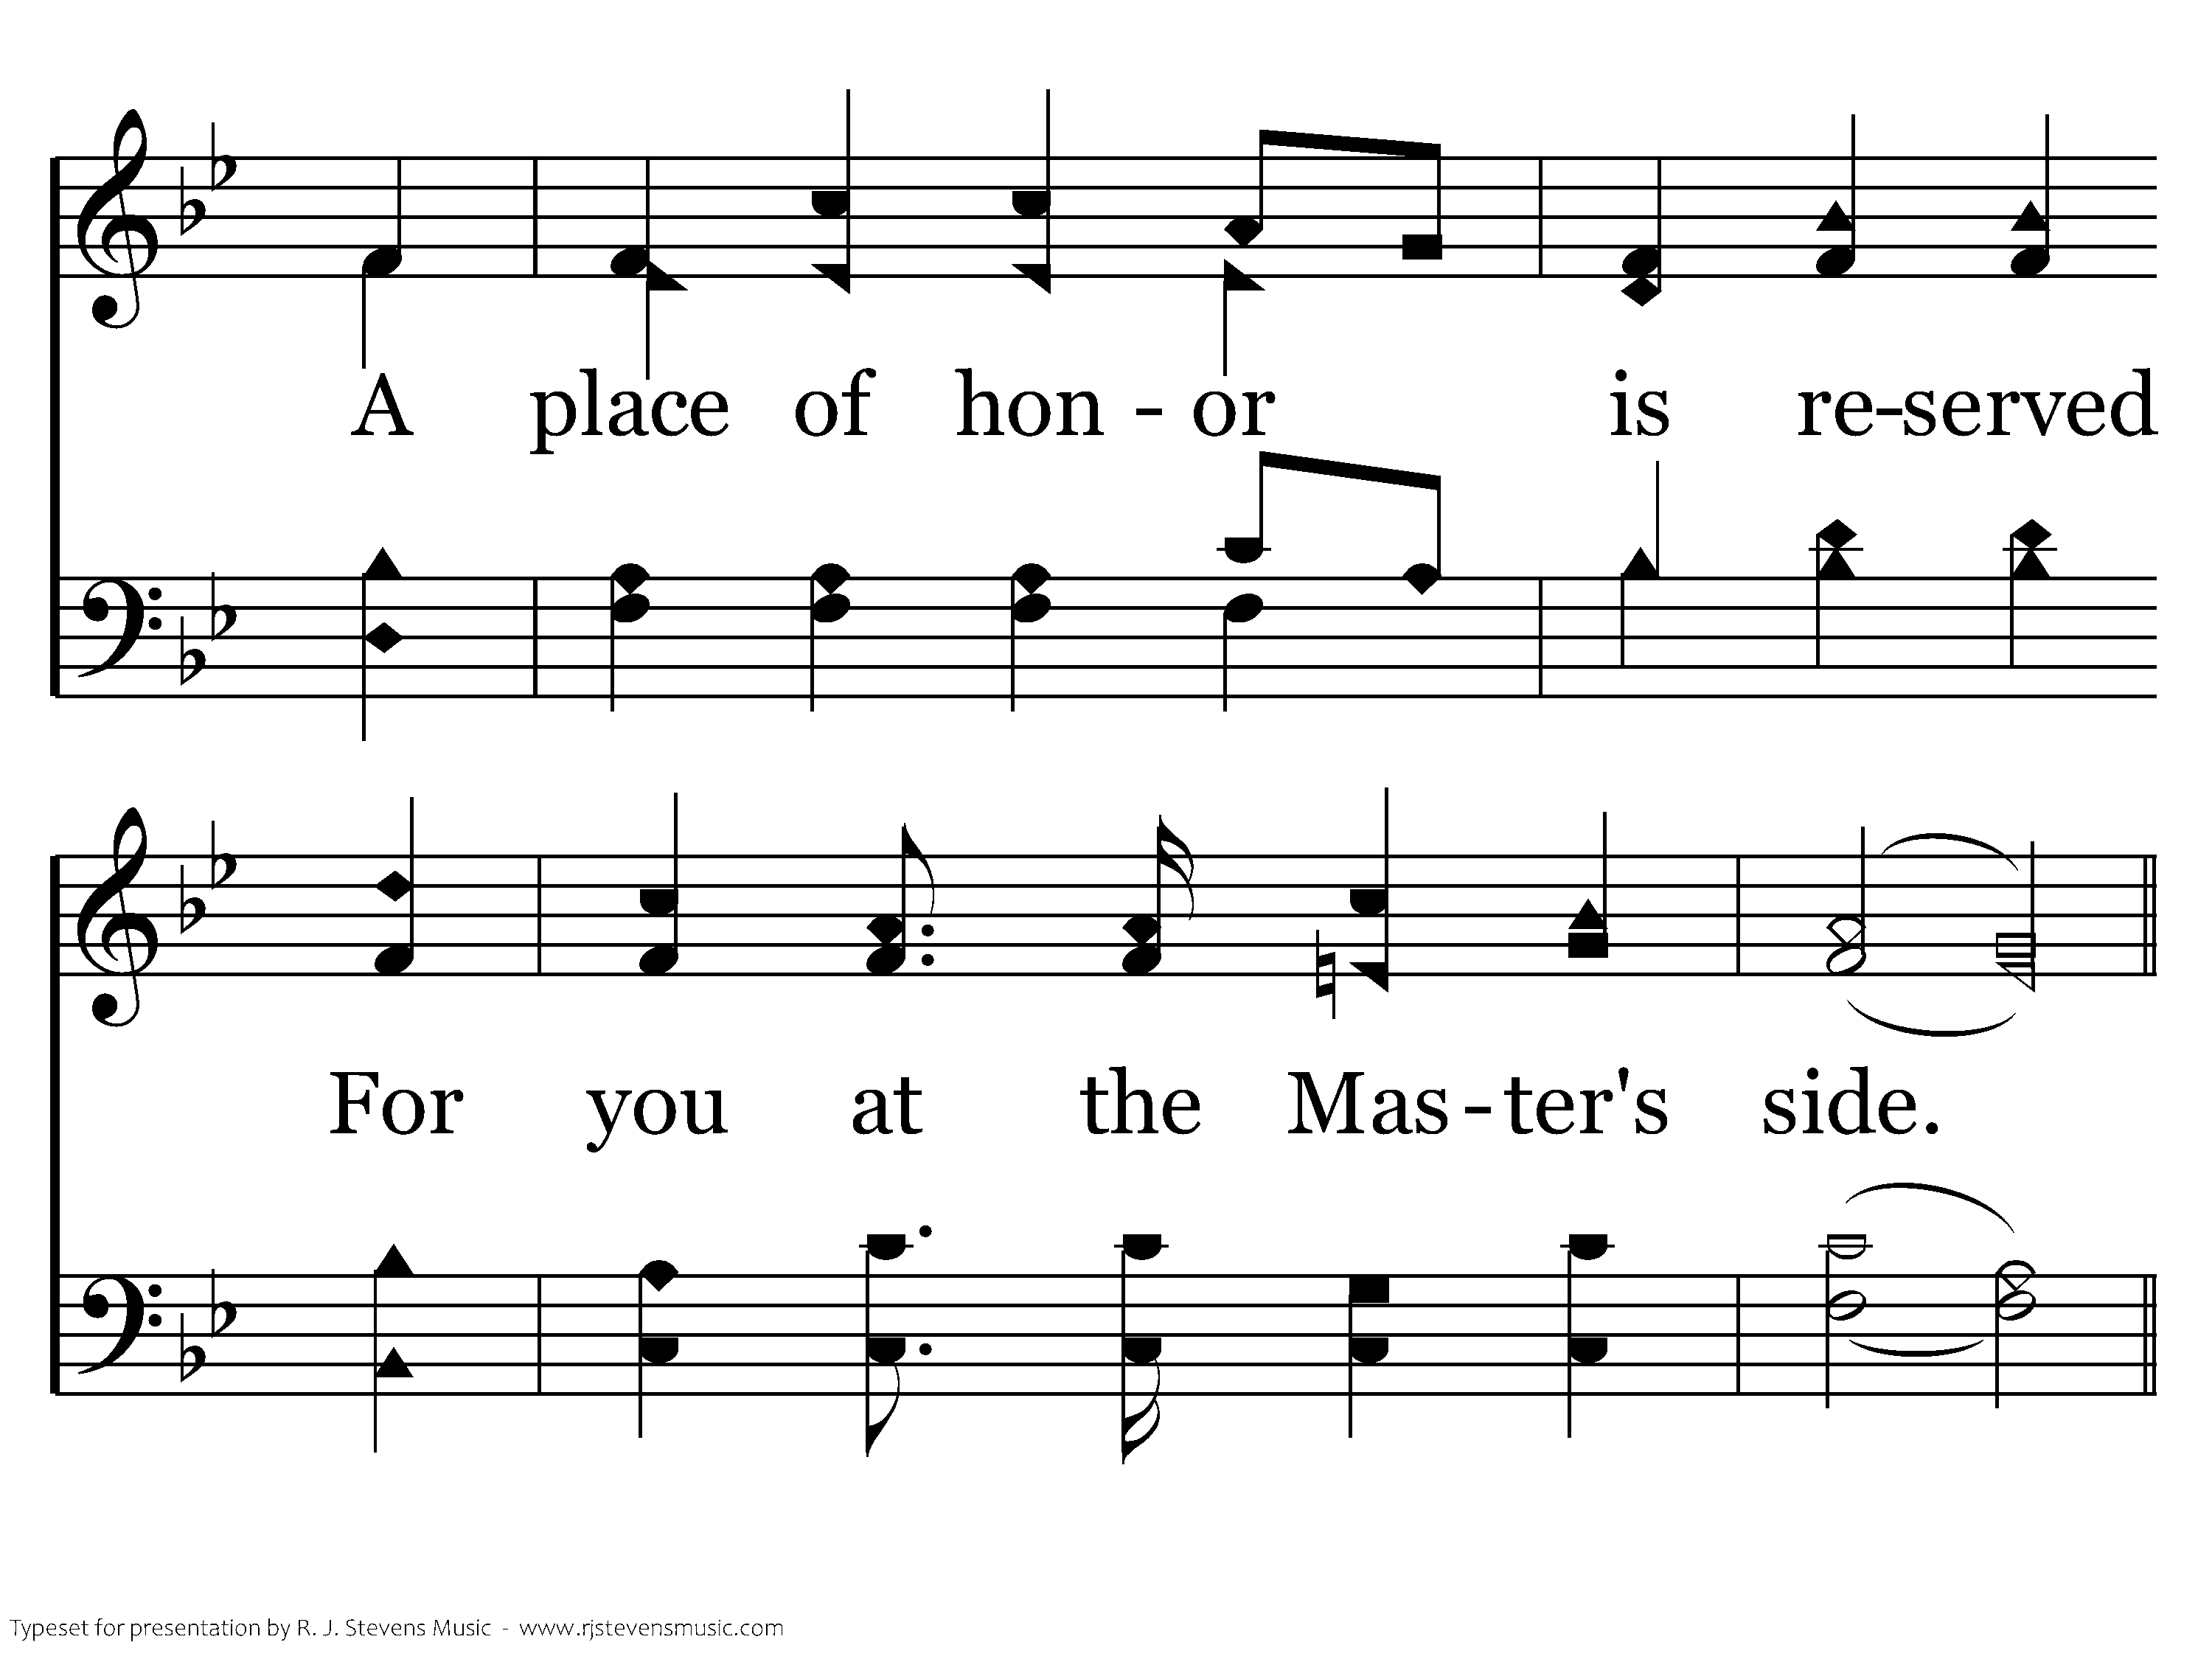 A place of hon - or is re-served
For you at the Mas - ter's side.
Typeset for presentation by R. J. Stevens Music - www.rjstevensmusic.com